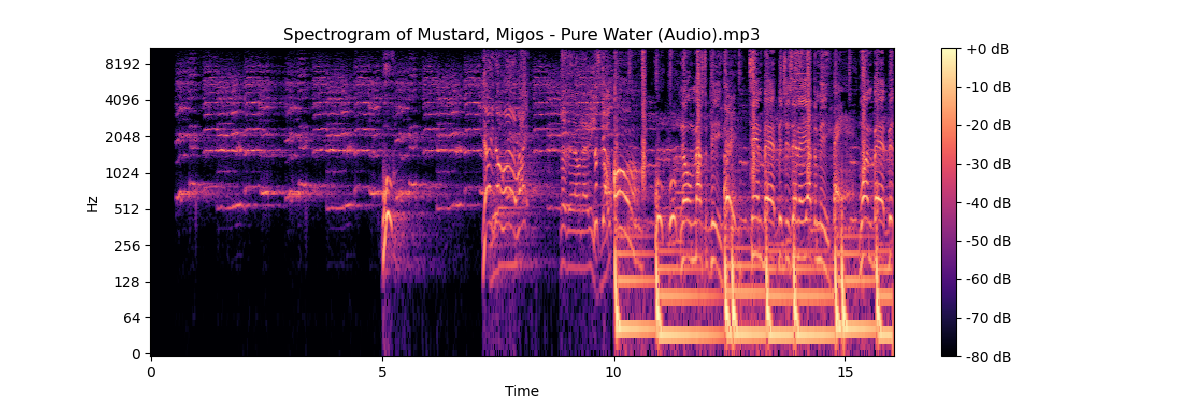 Spectrogram of Mustard, Migos - Pure Water (Audio).mp3
8192
4096
2048
1024
512
256
128
64
0
Hz
0 5 10 15
Time
+0 dB
-10 dB
-20 dB
-30 dB
-40 dB
-50 dB
-60 dB
-70 dB
-80 dB